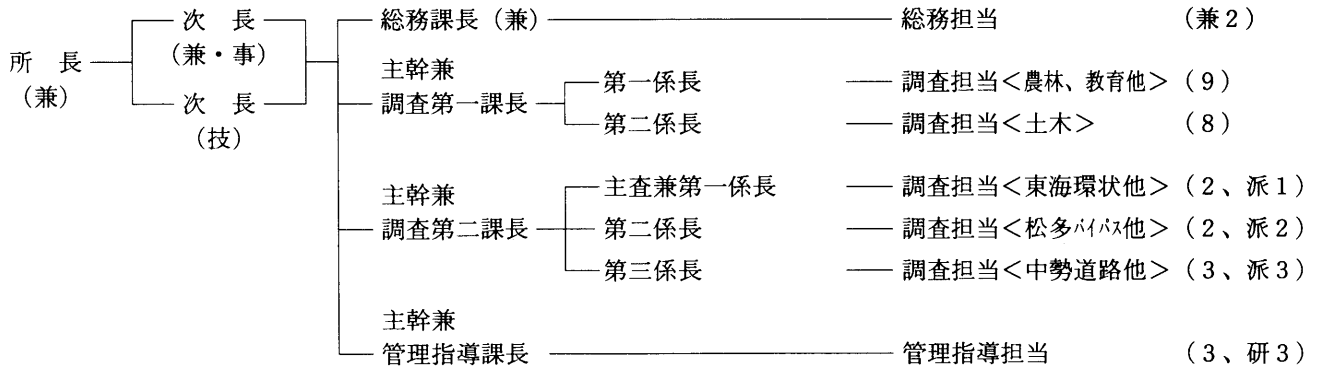 所　長
（兼）
次　長
（兼・事）
次　長
（技）
総務課長（兼）　総務担当　（兼２）
主幹兼
調査第一課長
第一係長　調査担当＜農林、教育他＞（９）
第二係長　調査担当＜土木＞　（８）
主幹兼
調査第二課長
主査兼第一係長　調査担当＜東海環状他＞（２、派１）
第二係長　調査担当＜松多バイパス他＞（２、派２）
第三係長　調査担当＜中勢道路他＞（３、派３）
主幹兼
管理指導課長　管理指導担当　（３、研３）